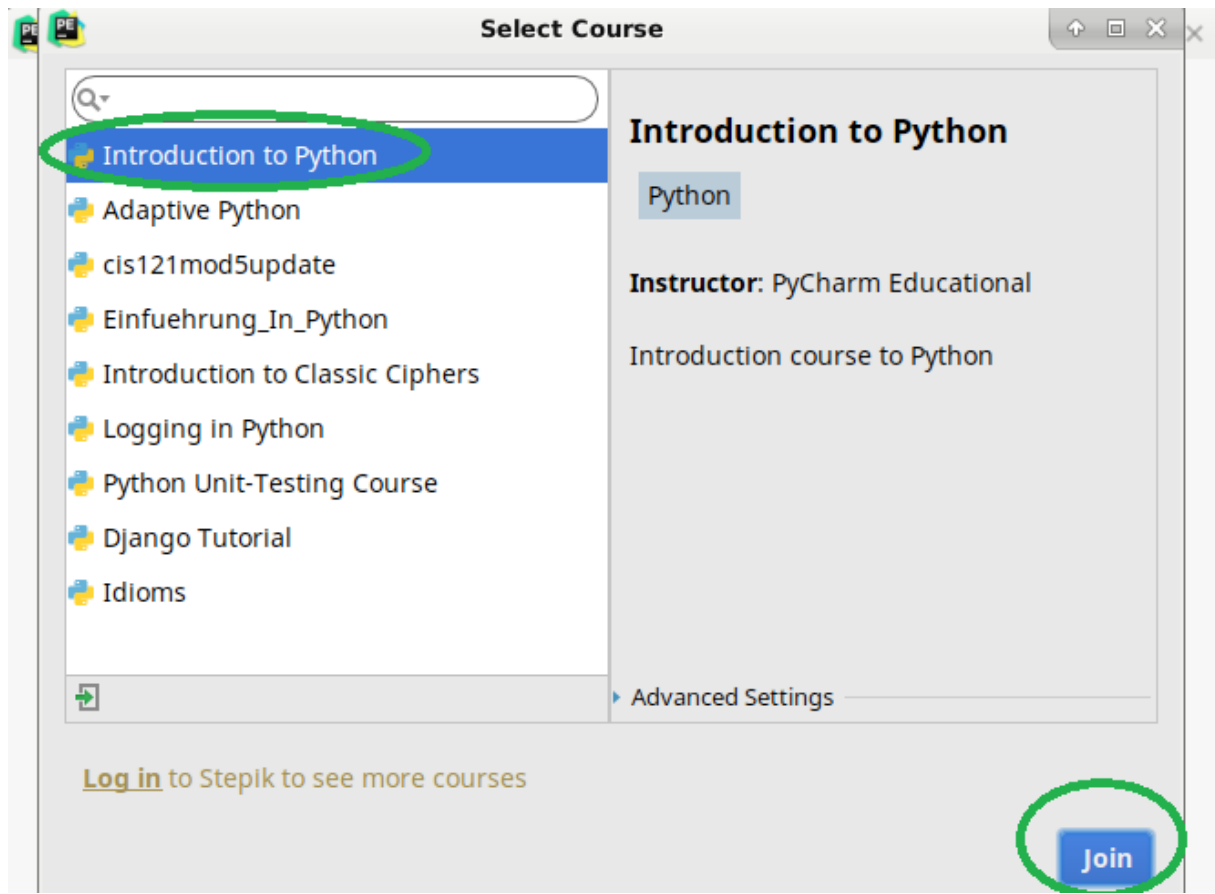 PE
PE
Select Course
Introduction to Python
Adaptive Python
cis121mod5update
Einfuehrung_In_Python
Introduction to Classic Ciphers
Logging in Python
Python Unit-Testing Course
Django Tutorial
Idioms
Introduction to Python
Python
Instructor: PyCharm Educational
Introduction course to Python
Advanced Settings
Log in to Stepik to see more courses
Join